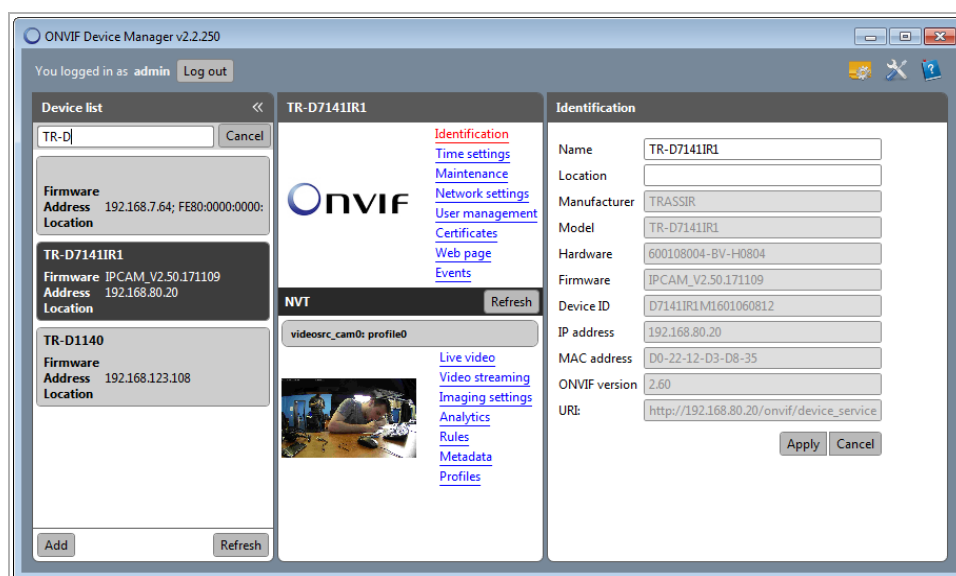 ONVIF Device Manager v2.2.250
You logged in as admin Log out
Device list «
TR-D Cancel
Firmware
Address 192.168.7.64; FE80:0000:0000:
Location
TR-D7141IR1
Firmware IPCAM_V2.50.171109
Address 192.168.80.20
Location
TR-D1140
Firmware
Address 192.168.123.108
Location
Add Refresh
TR-D7141IR1
ONVIF
Identification
Time settings
Maintenance
Network settings
User management
Certificates
Web page
Events
NVT Refresh
videosrc_cam0: profile0
Live video
Video streaming
Imaging settings
Analytics
Rules
Metadata
Profiles
Identification
Name TR-D7141IR1
Location
Manufacturer TRASSIR
Model TR-D7141IR1
Hardware 600108004-BV-H0804
Firmware IPCAM_V2.50.171109
Device ID D7141IR1M1601060812
IP address 192.168.80.20
MAC address D0-22-12-D3-D8-35
ONVIF version 2.60
URI: http://192.168.80.20/onvif/device_service
Apply Cancel